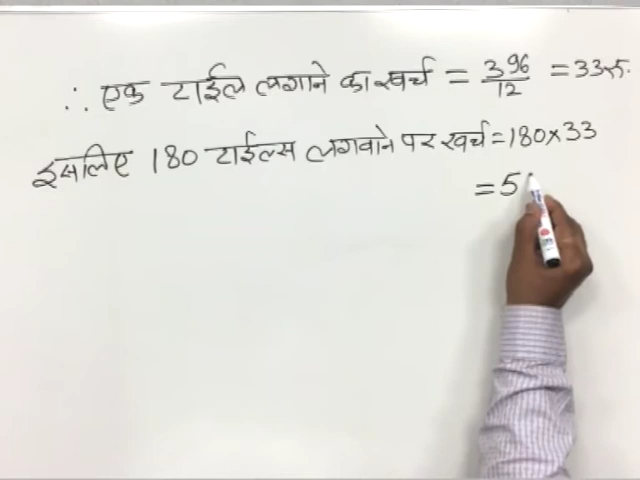 ∴ एक टाईल लगाने का खर्च = 396/12 = 33रु.
इसलिए 180 टाईल्स लगवाने पर खर्च = 180×33
= 5